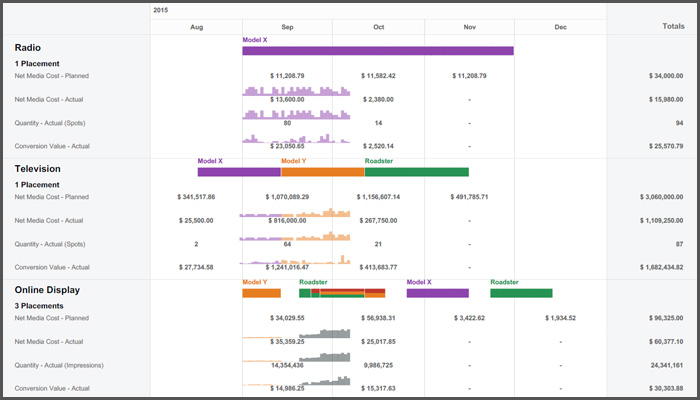 2015
Aug Sep Oct Nov Dec Totals
Radio
Model X
1 Placement
Net Media Cost - Planned $ 11,208.79 $ 11,582.42 $ 11,208.79 $ 34,000.00
Net Media Cost - Actual $ 13,600.00 $ 2,380.00 - $ 15,980.00
Quantity - Actual (Spots) 80 14 - 94
Conversion Value - Actual $ 23,050.65 $ 2,520.14 - $ 25,570.79
Television
Model X Model Y Roadster
1 Placement
Net Media Cost - Planned $ 341,517.86 $ 1,070,089.29 $ 1,156,607.14 $ 491,785.71 $ 3,060,000.00
Net Media Cost - Actual $ 25,500.00 $ 816,000.00 $ 267,750.00 - $ 1,109,250.00
Quantity - Actual (Spots) 2 64 21 - 87
Conversion Value - Actual $ 27,734.58 $ 1,241,016.47 $ 413,683.77 - $ 1,682,434.82
Online Display
Model Y Roadster Model X Roadster
3 Placements
Net Media Cost - Planned $ 34,029.55 $ 56,938.31 $ 3,422.62 $ 1,934.52 $ 96,325.00
Net Media Cost - Actual $ 35,359.25 $ 25,017.85 - - $ 60,377.10
Quantity - Actual (Impressions) 14,354,436 9,986,725 - - 24,341,161
Conversion Value - Actual $ 14,986.25 $ 15,317.63 - - $ 30,303.88